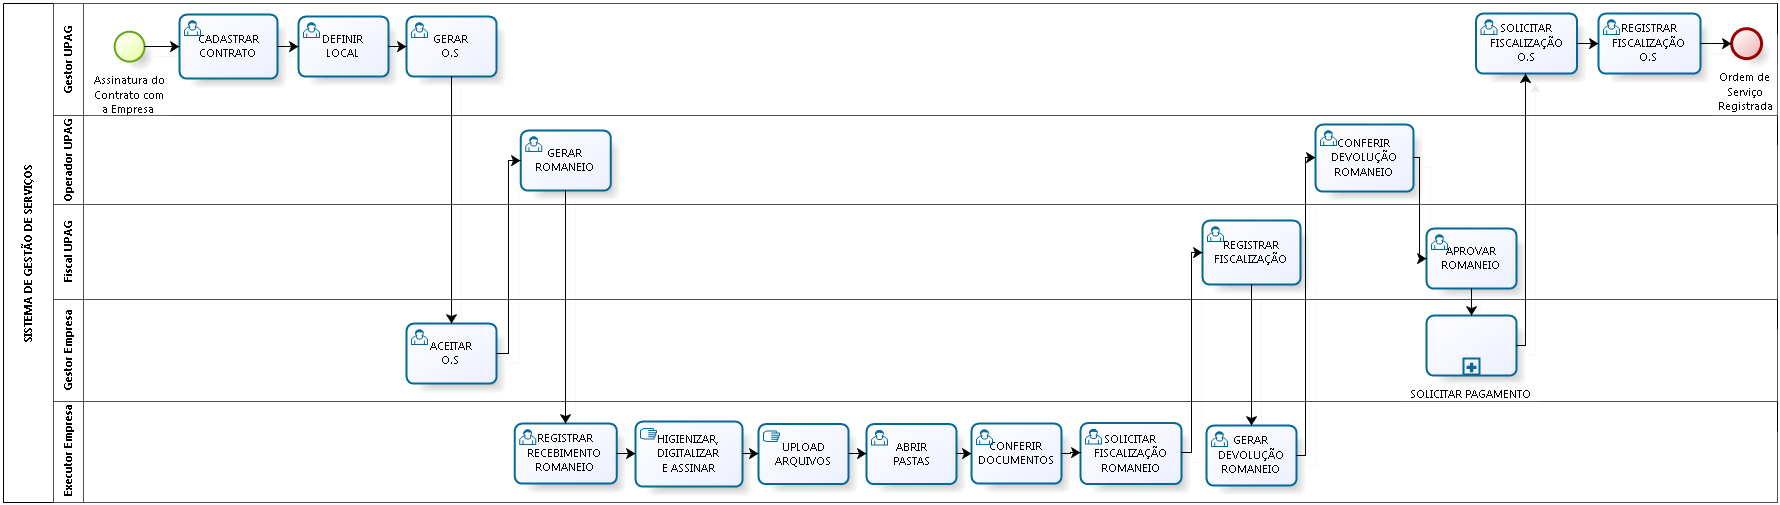 SISTEMA DE GESTÃO DE SERVIÇOS
Gestor UPAG
Assinatura do
Contrato com
a Empresa
CADASTRAR
CONTRATO
DEFINIR
LOCAL
GERAR
O.S
SOLICITAR
FISCALIZAÇÃO
O.S
REGISTRAR
FISCALIZAÇÃO
O.S
Ordem de
Serviço
Registrada
Operador UPAG
GERAR
ROMANEIO
CONFERIR
DEVOLUÇÃO
ROMANEIO
Fiscal UPAG
REGISTRAR
FISCALIZAÇÃO
APROVAR
ROMANEIO
Gestor Empresa
ACEITAR
O.S
SOLICITAR PAGAMENTO
Executor Empresa
REGISTRAR
RECEBIMENTO
ROMANEIO
HIGIENIZAR,
DIGITALIZAR
E ASSINAR
UPLOAD
ARQUIVOS
ABRIR
PASTAS
CONFERIR
DOCUMENTOS
SOLICITAR
FISCALIZAÇÃO
ROMANEIO
GERAR
DEVOLUÇÃO
ROMANEIO